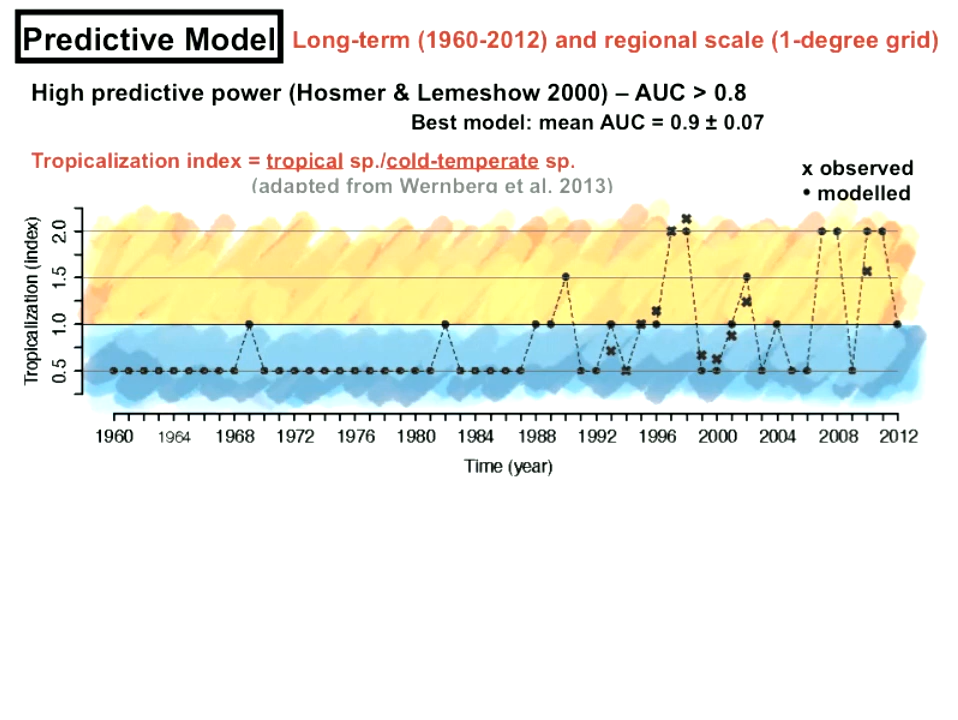 Predictive Model Long-term (1960-2012) and regional scale (1-degree grid)
High predictive power (Hosmer & Lemeshow 2000) – AUC > 0.8
Best model: mean AUC = 0.9 ± 0.07
Tropicalization index = tropical sp./cold-temperate sp.
(adapted from Wernberg et al. 2013)
x observed
• modelled
Tropicalization (index)
2.0
1.5
1.0
0.5
1960 1964 1968 1972 1976 1980 1984 1988 1992 1996 2000 2004 2008 2012
Time (year)